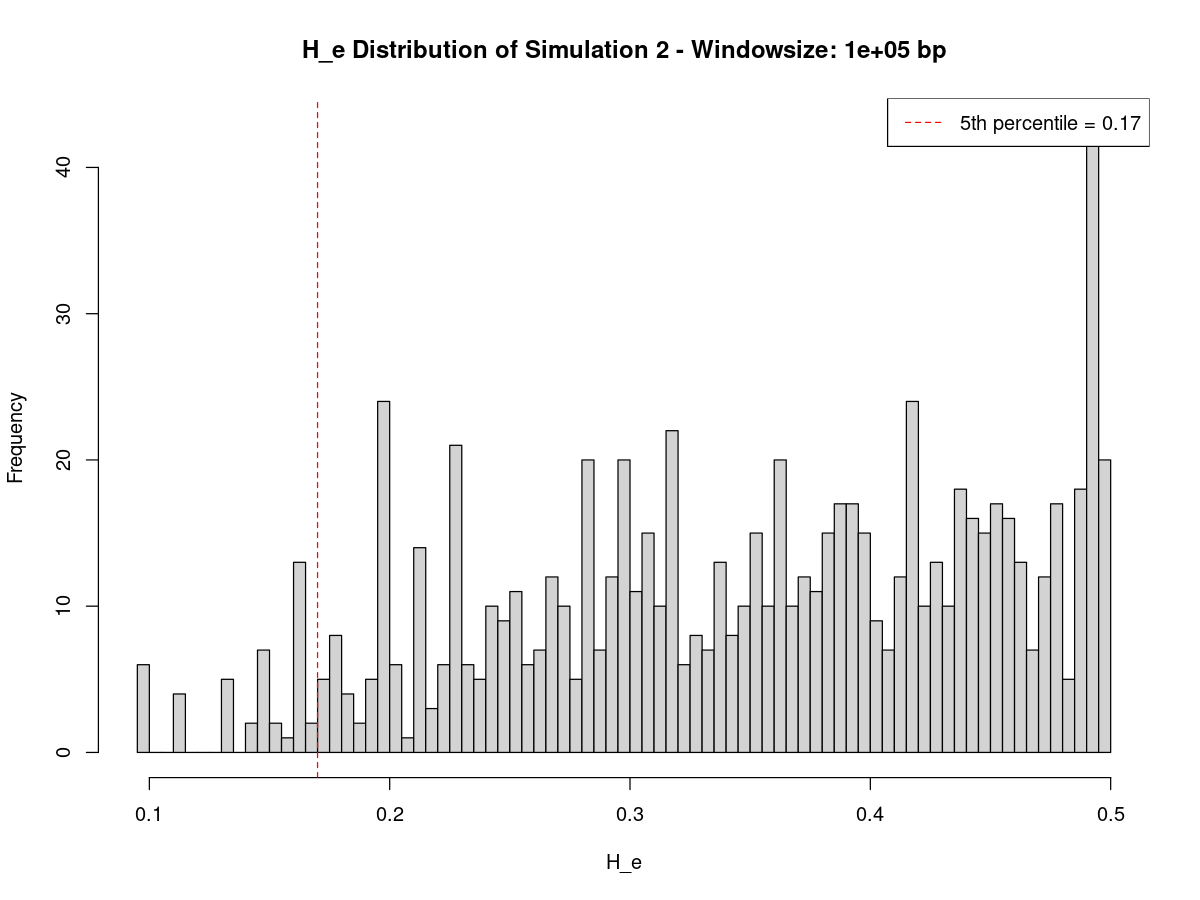 H_e Distribution of Simulation 2 - Windowsize: 1e+05 bp
5th percentile = 0.17
Frequency
40
30
20
10
0
0.1 0.2 0.3 0.4 0.5
H_e